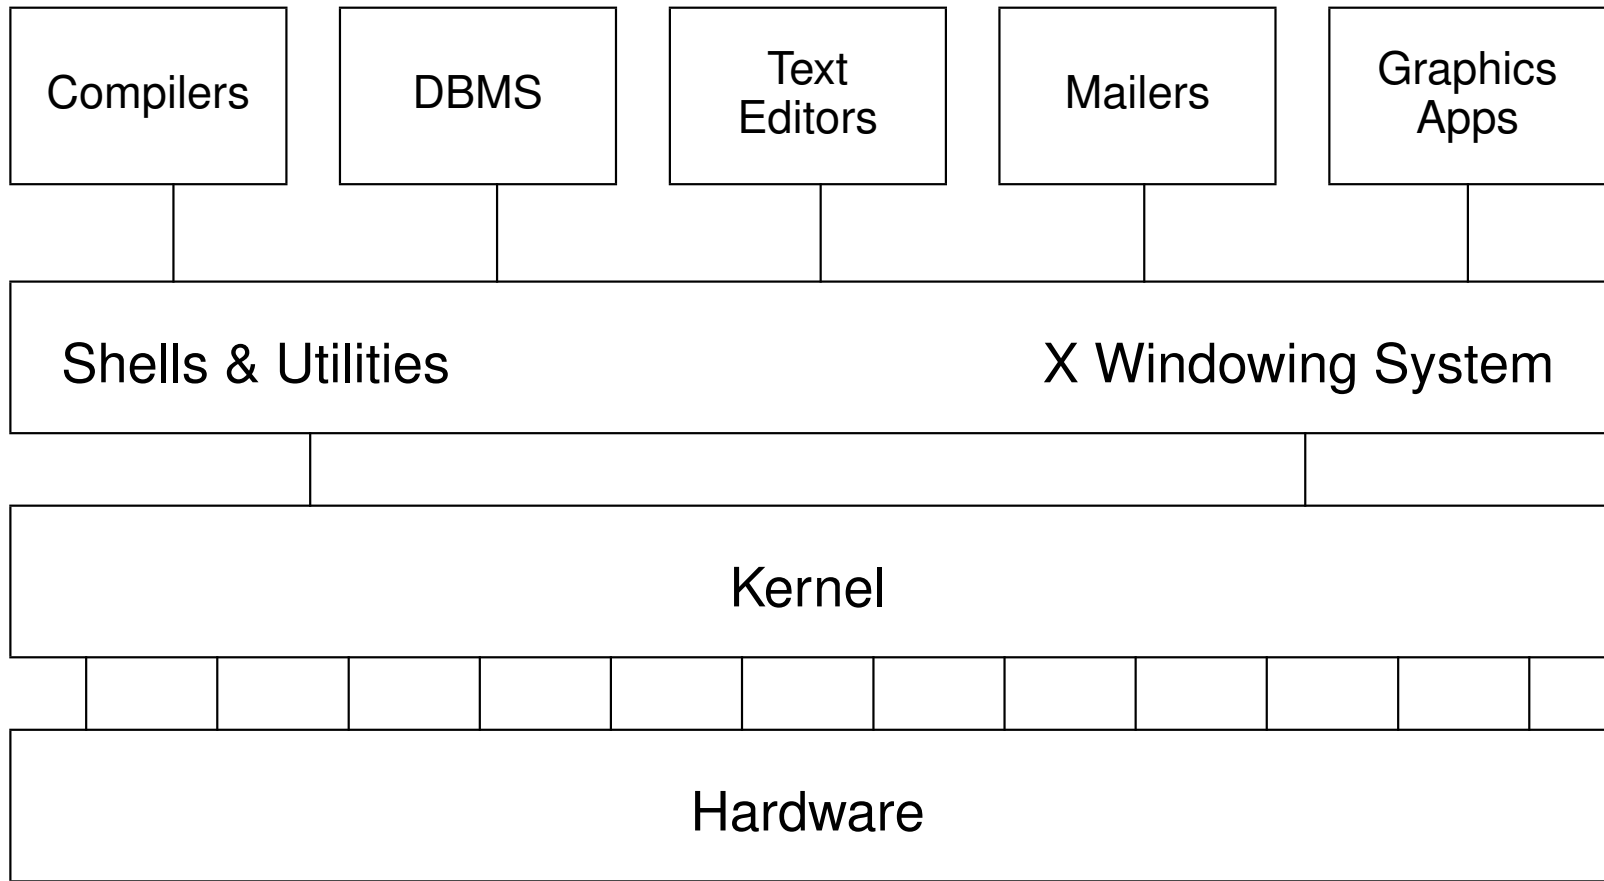 Compilers
DBMS
Text
Editors
Mailers
Graphics
Apps
Shells & Utilities
X Windowing System
Kernel
Hardware